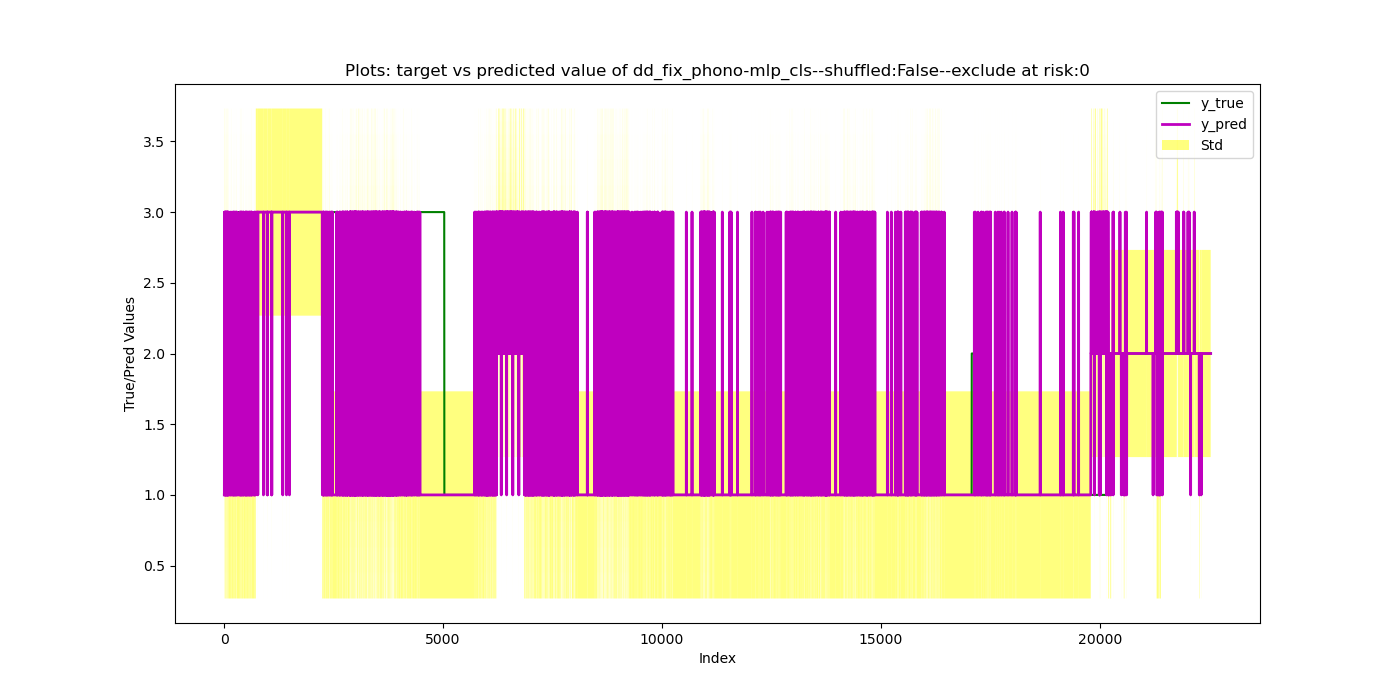 Plots: target vs predicted value of dd_fix_phono-mlp_cls--shuffled:False--exclude at risk:0
y_true
y_pred
Std
True/Pred Values
3.5
3.0
2.5
2.0
1.5
1.0
0.5
0 5000 10000 15000 20000
Index